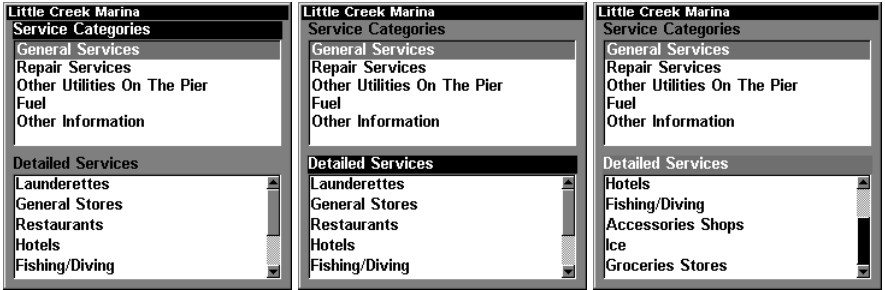 Little Creek Marina
Service Categories
General Services
Repair Services
Other Utilities On The Pier
Fuel
Other Information
Detailed Services
Launderettes
General Stores
Restaurants
Hotels
Fishing/Diving
Little Creek Marina
Service Categories
General Services
Repair Services
Other Utilities On The Pier
Fuel
Other Information
Detailed Services
Launderettes
General Stores
Restaurants
Hotels
Fishing/Diving
Little Creek Marina
Service Categories
General Services
Repair Services
Other Utilities On The Pier
Fuel
Other Information
Detailed Services
Hotels
Fishing/Diving
Accessories Shops
Ice
Groceries Stores